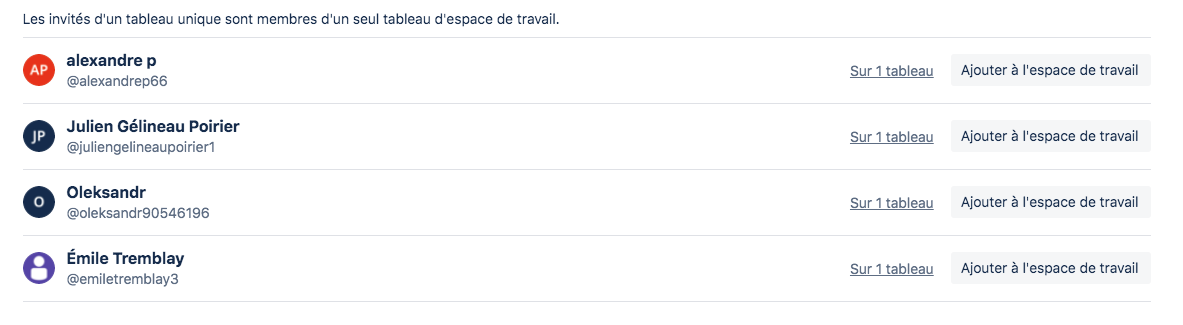 Les invités d'un tableau unique sont membres d'un seul tableau d'espace de travail.
AP
alexandre p
@alexandrep66
Sur 1 tableau
Ajouter à l'espace de travail
JP
Julien Gélineau Poirier
@juliengelineaupoirier1
Sur 1 tableau
Ajouter à l'espace de travail
O
Oleksandr
@oleksandr90546196
Sur 1 tableau
Ajouter à l'espace de travail
Émile Tremblay
@emiletremblay3
Sur 1 tableau
Ajouter à l'espace de travail